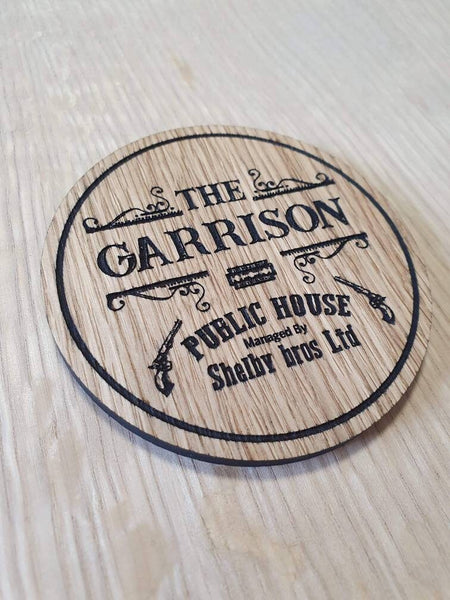 THE
GARRISON
PUBLIC HOUSE
Managed By
Shelby bros Ltd